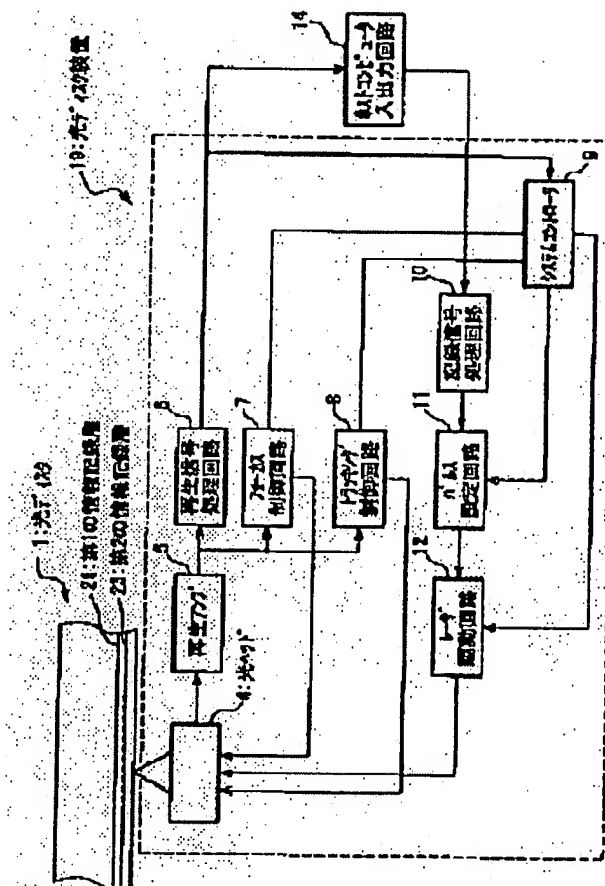 1:光ディスク
21:第1の情報記録層
23:第2の情報記録層
19:光ディスク装置
4:光ヘッド
5
再生アンプ
6
再生信号
処理回路
7
フォーカス
制御回路
8
トラッキング
制御回路
14
ホストコンピュータ
入出力回路
10
記録信号
処理回路
11
パルス
設定回路
12
レーザ
駆動回路
9
システムコントローラ